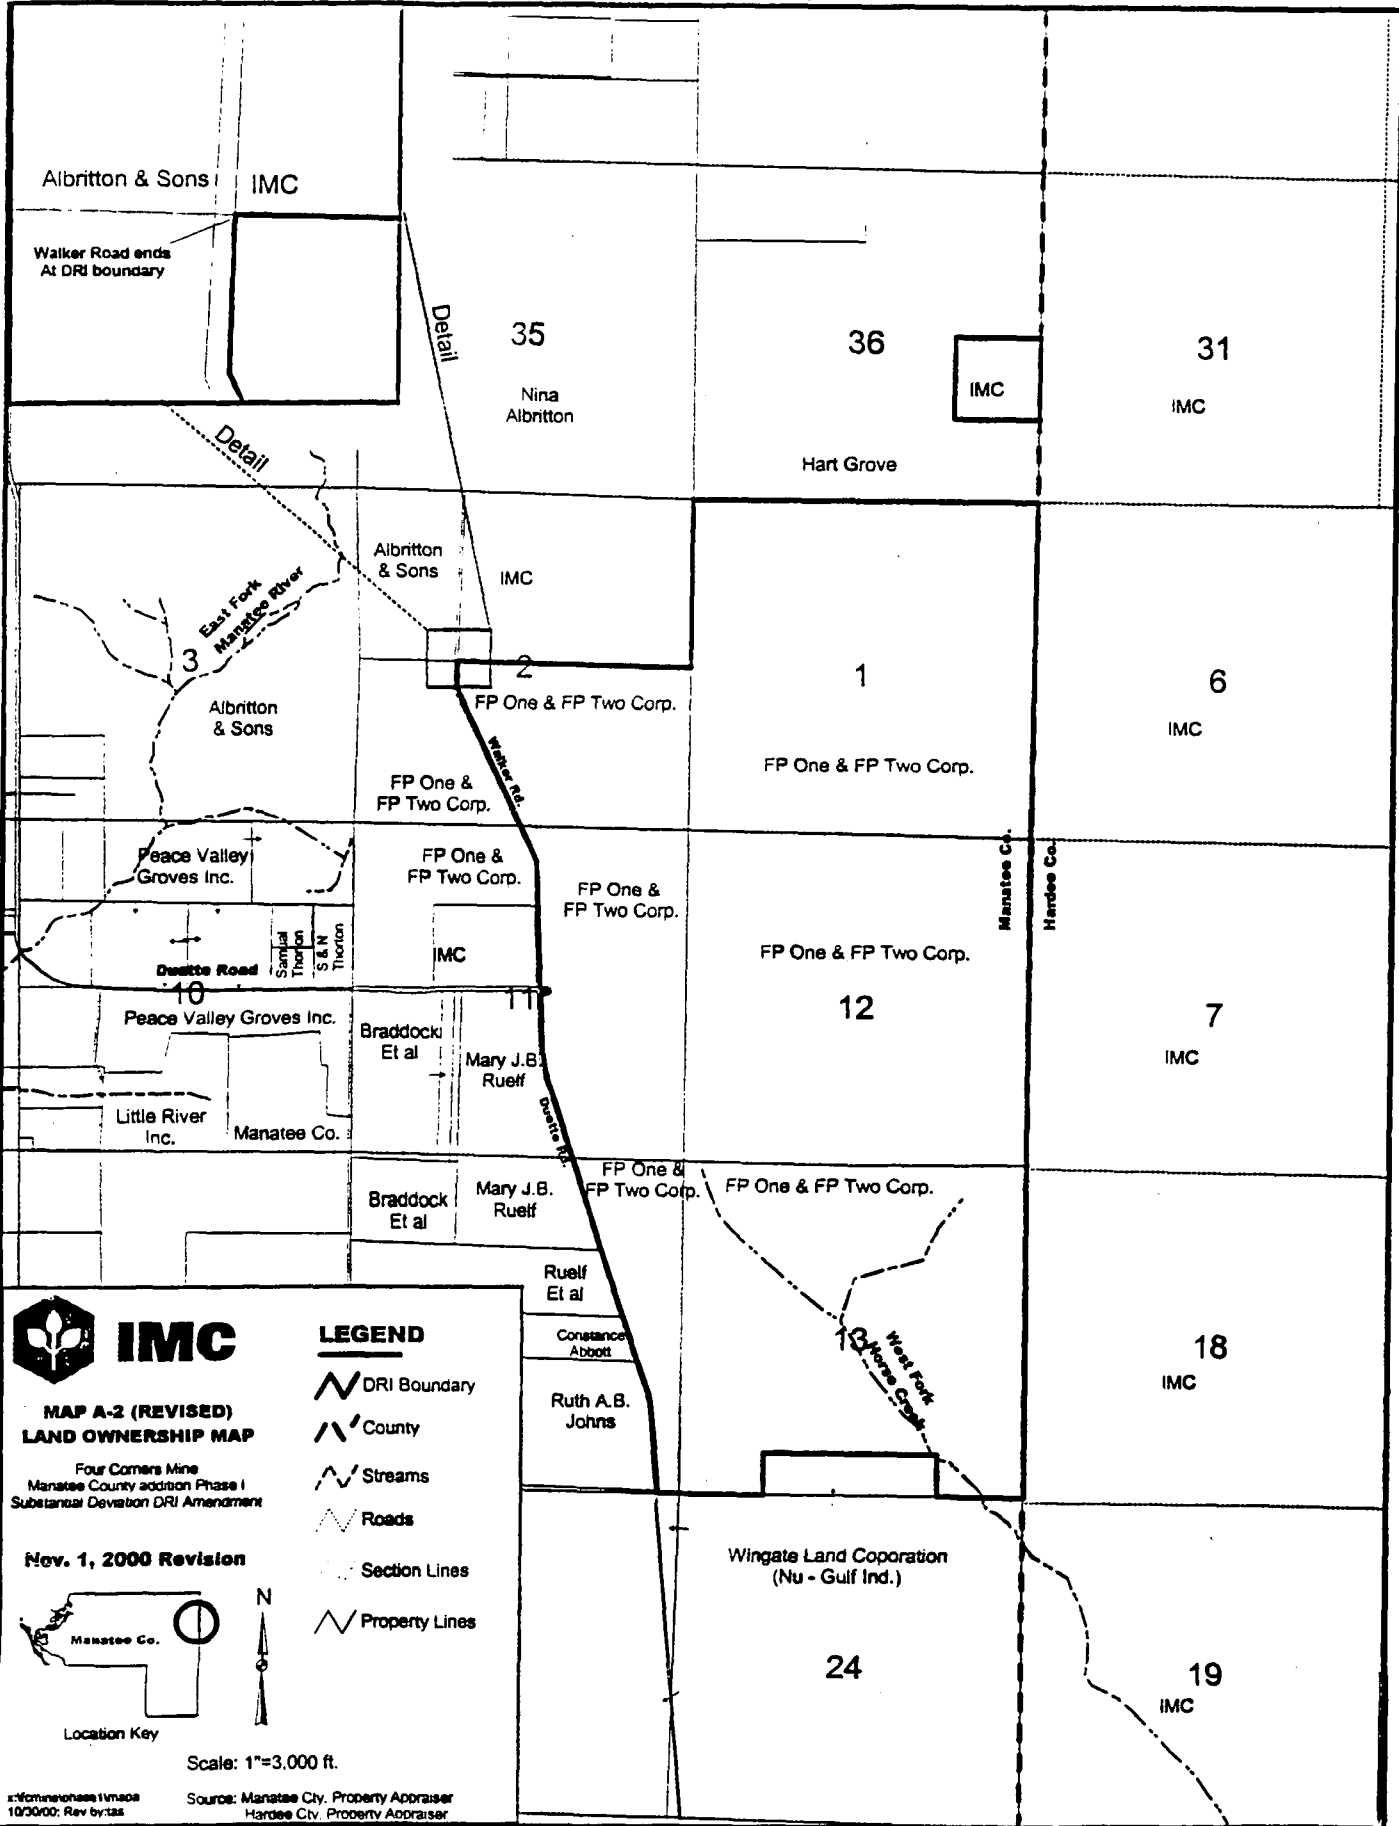 Albritton & Sons
IMC
Walker Road ends
At DRI boundary
Detail
Detail
35
Nina
Albritton
36
IMC
Hart Grove
31
IMC
Albritton
& Sons
IMC
East Fork
Manatee River
3
Albritton
& Sons
2
FP One & FP Two Corp.
1
FP One & FP Two Corp.
6
IMC
Walker Rd.
FP One &
FP Two Corp.
Peace Valley
Groves Inc.
FP One &
FP Two Corp.
FP One &
FP Two Corp.
Manatee Co.
Hardee Co.
Samual
Thorton
S & N
Thorton
IMC
FP One & FP Two Corp.
12
Duette Road
10
11
Peace Valley Groves Inc.
Braddock
Et al
Mary J.B.
Ruelf
7
IMC
Duette Rd.
Little River
Inc.
Manatee Co.
Braddock
Et al
Mary J.B.
Ruelf
FP One &
FP Two Corp.
FP One & FP Two Corp.
Ruelf
Et al
Constance
Abbott
Ruth A.B.
Johns
13
West Fork
Horse Creek
18
IMC
Wingate Land Coporation
(Nu - Gulf Ind.)
24
19
IMC
IMC
MAP A-2 (REVISED)
LAND OWNERSHIP MAP
Four Corners Mine
Manatee County addition Phase I
Substantial Deviation DRI Amendment
Nov. 1, 2000 Revision
Manatee Co.
N
Location Key
LEGEND
DRI Boundary
County
Streams
Roads
Section Lines
Property Lines
Scale: 1"=3,000 ft.
10/30/00; Rev by:tas
Source: Manatee Cty. Property Appraiser
Hardee Cty. Property Appraiser